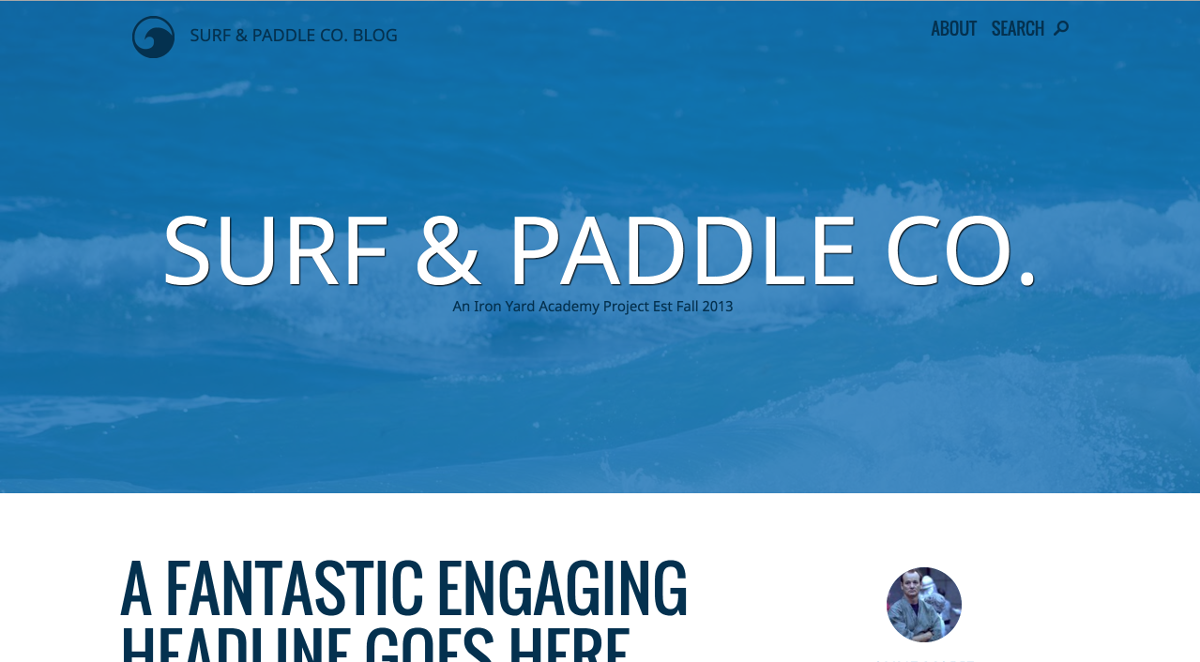 SURF & PADDLE CO. BLOG
ABOUT SEARCH
SURF & PADDLE CO.
An Iron Yard Academy Project Est Fall 2013
A FANTASTIC ENGAGING
HEADLINE GOES HERE